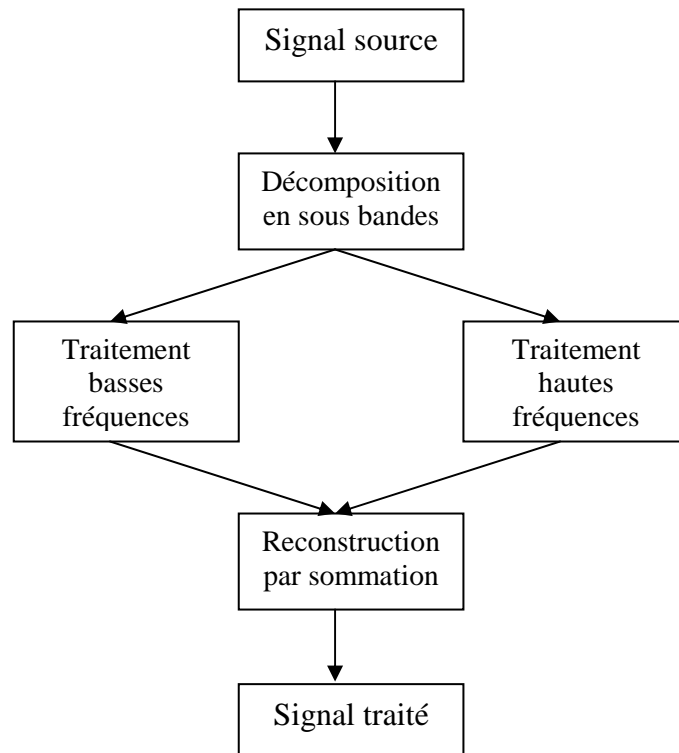 Signal source
Décomposition
en sous bandes
Traitement
basses
fréquences
Traitement
hautes
fréquences
Reconstruction
par sommation
Signal traité